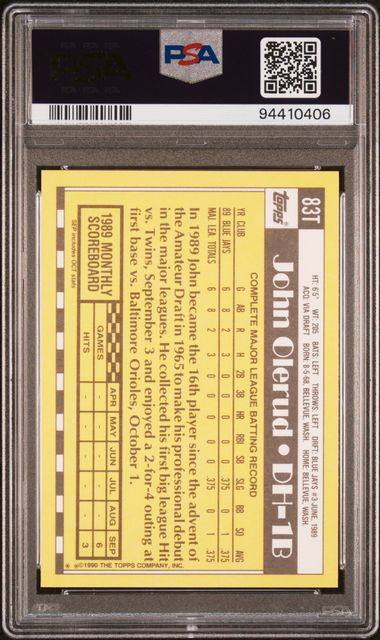 PSA
94410406
83T
Topps
John Olerud • DH-1B
HT: 6'5" WT: 205 BATS: LEFT THROWS: LEFT DRFT: BLUE JAYS #3-JUNE, 1989
ACQ: VIA DRAFT BORN: 8-5-68, BELLEVUE, WASH HOME: BELLEVUE, WASH
COMPLETE MAJOR LEAGUE BATTING RECORD
YR CLUB G AB R H 2B 3B HR RBI SB SLG BB SO AVG
89 BLUE JAYS 6 8 2 3 0 0 0 0 0 .375 0 1 .375
MAJ. LEA. TOTALS 6 8 2 3 0 0 0 0 0 .375 0 1 .375
In 1989 John became the 16th player since the advent of
the Amateur Draft in 1965 to make his professional debut
in the major leagues. He collected his first big league Hit
vs. Twins, September 3 and enjoyed a 2-for-4 outing at
first base vs. Baltimore Orioles, October 1.
1989 MONTHLY
SCOREBOARD
APR MAY JUN JUL AUG SEP
GAMES - - - - - 6
HITS - - - - - 3
SEP includes OCT stats
* * ©1990 THE TOPPS COMPANY, INC.